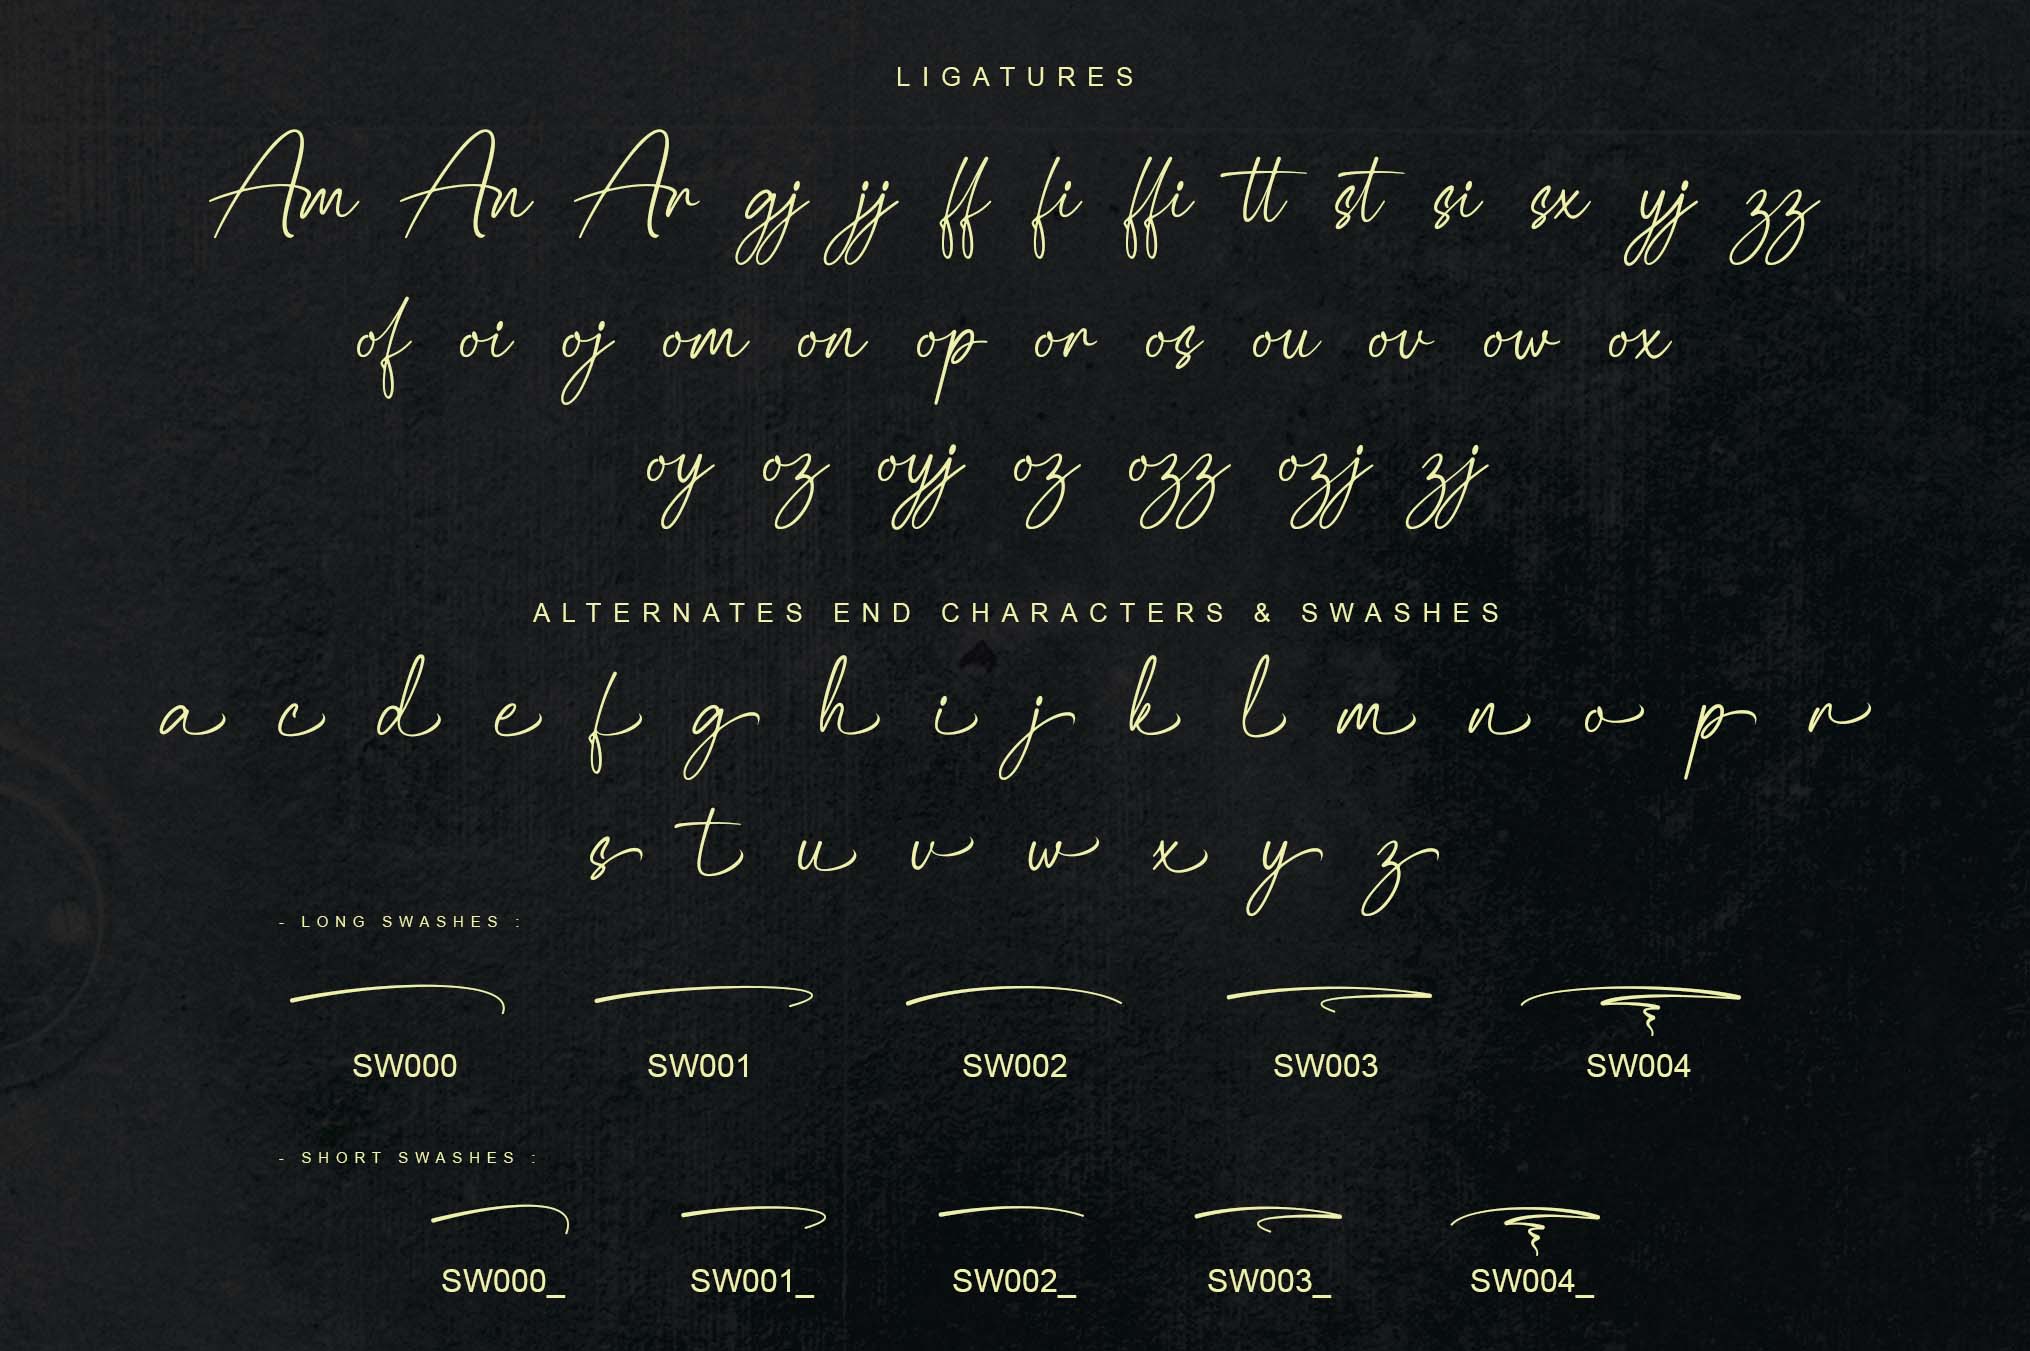 LIGATURES
Am An Ar gj jj ff fi ffi tt st si sx yj zz
of oi oj om on op or os ou ov ow ox
oy oz oyj oz ozz ozj zj
ALTERNATES END CHARACTERS & SWASHES
a c d e f g h i j k l m n o p r
s t u v w x y z
- LONG SWASHES :
SW000 SW001 SW002 SW003 SW004
- SHORT SWASHES :
SW000_ SW001_ SW002_ SW003_ SW004_